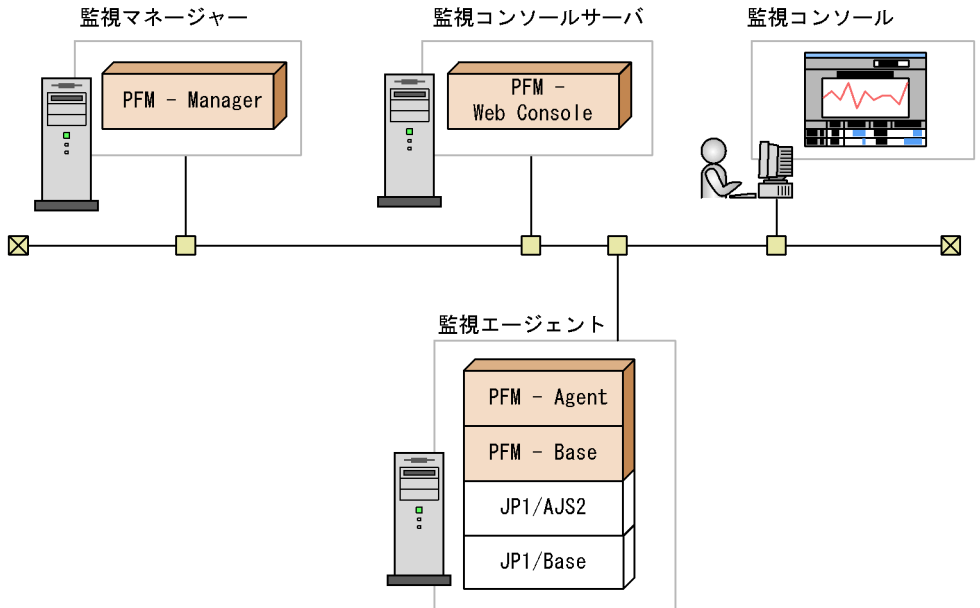 監視マネージャー
監視コンソールサーバ
監視コンソール
PFM - Manager
PFM -
Web Console
監視エージェント
PFM - Agent
PFM - Base
JP1/AJS2
JP1/Base